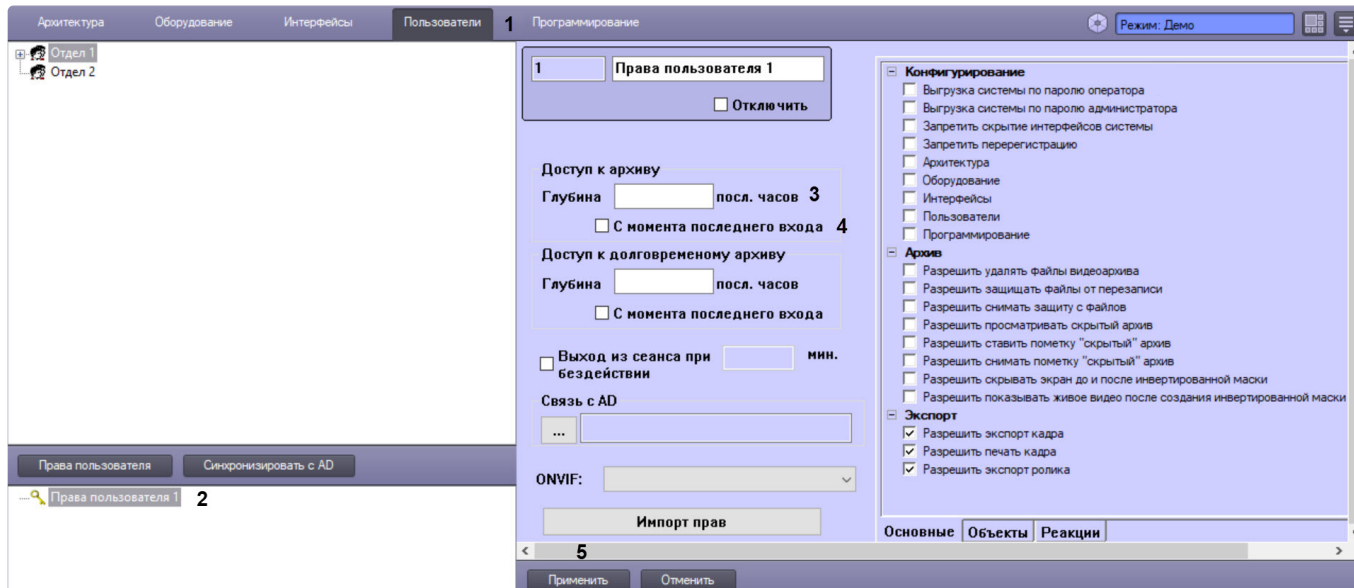 Архитектура Оборудование Интерфейсы Пользователи 1 Программирование Режим: Демо
Отдел 1
Отдел 2
Права пользователя Синхронизировать с AD
Права пользователя 1 2
1 Права пользователя 1
Отключить
Доступ к архиву
Глубина посл. часов 3
С момента последнего входа 4
Доступ к долговременому архиву
Глубина посл. часов
С момента последнего входа
Выход из сеанса при мин.
бездействии
Связь с AD
...
ONVIF:
Импорт прав
Конфигурирование
Выгрузка системы по паролю оператора
Выгрузка системы по паролю администратора
Запретить скрытие интерфейсов системы
Запретить перерегистрацию
Архитектура
Оборудование
Интерфейсы
Пользователи
Программирование
Архив
Разрешить удалять файлы видеоархива
Разрешить защищать файлы от перезаписи
Разрешить снимать защиту с файлов
Разрешить просматривать скрытый архив
Разрешить ставить пометку "скрытый" архив
Разрешить снимать пометку "скрытый" архив
Разрешить скрывать экран до и после инвертированной маски
Разрешить показывать живое видео после создания инвертированной маски
Экспорт
Разрешить экспорт кадра
Разрешить печать кадра
Разрешить экспорт ролика
Основные Объекты Реакции
5
Применить Отменить